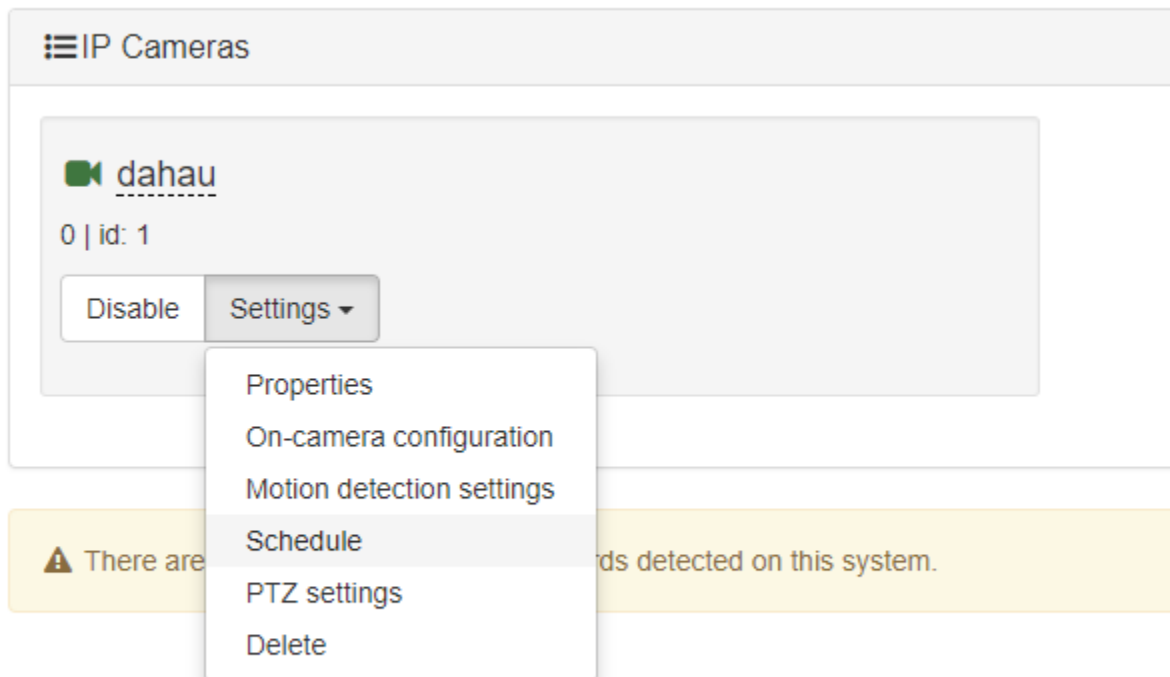 IP Cameras
dahau
0 | id: 1
Disable
Settings
Properties
On-camera configuration
Motion detection settings
Schedule
There are
rds detected on this system.
PTZ settings
Delete